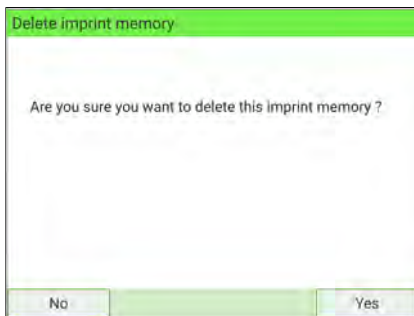 Delete imprint memory
Are you sure you want to delete this imprint memory ?
No
Yes